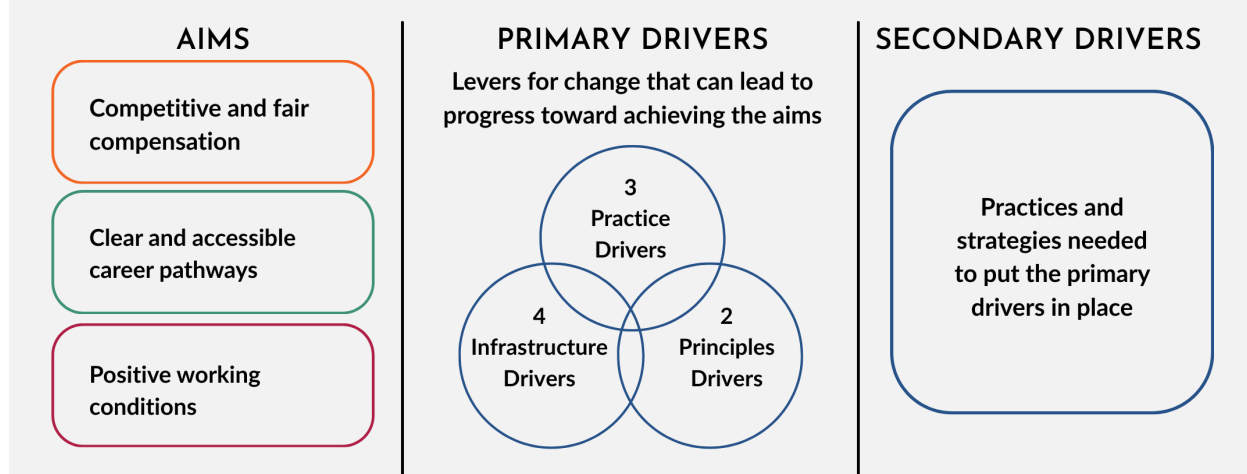 AIMS
Competitive and fair
compensation
Clear and accessible
career pathways
Positive working
conditions
PRIMARY DRIVERS
Levers for change that can lead to
progress toward achieving the aims
3
Practice
Drivers
4
Infrastructure
Drivers
2
Principles
Drivers
SECONDARY DRIVERS
Practices and
strategies needed
to put the primary
drivers in place